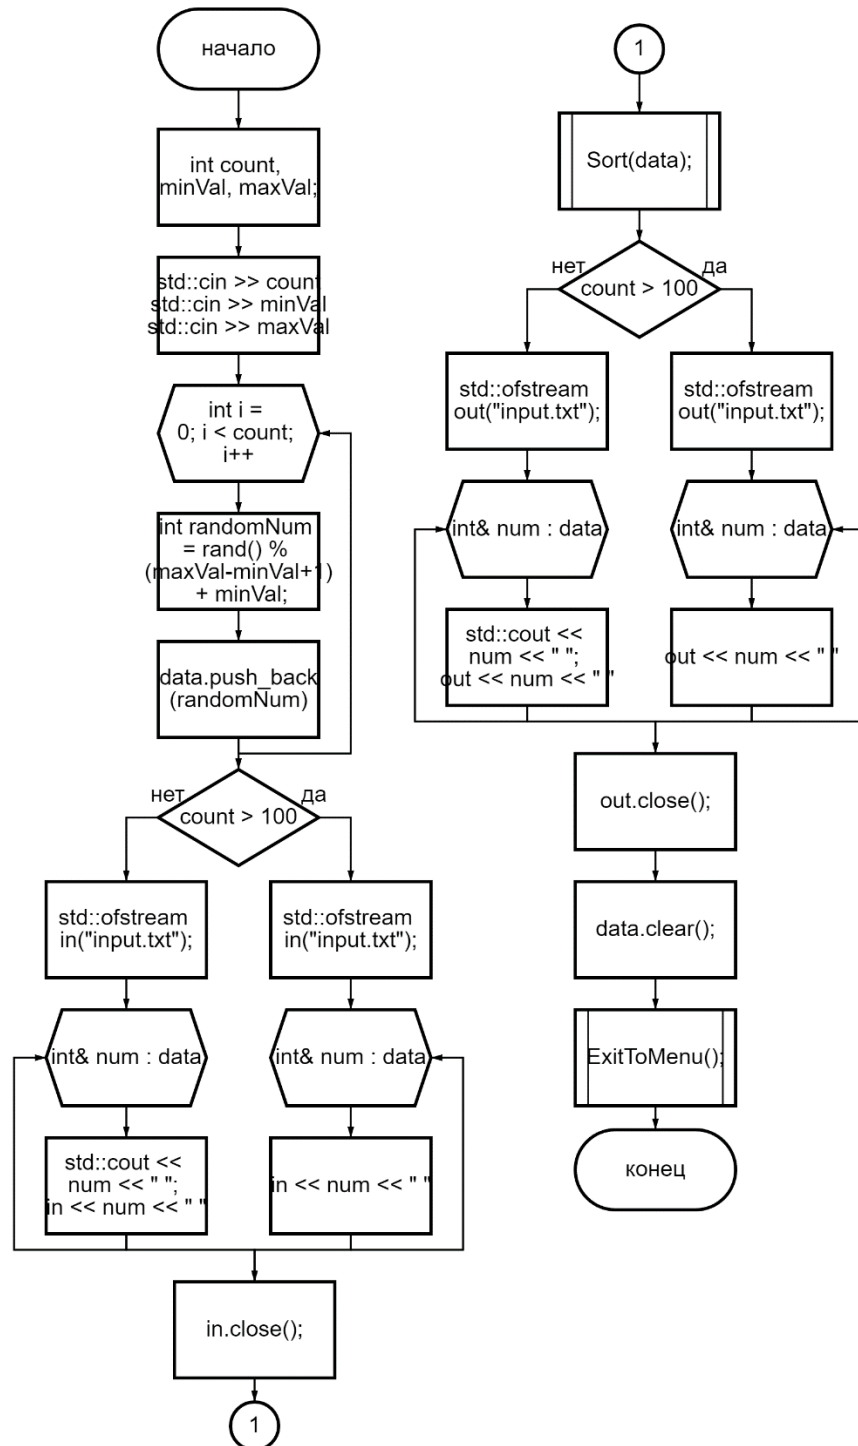 начало
int count,
minVal, maxVal;
std::cin >> count
std::cin >> minVal
std::cin >> maxVal
int i =
0; i < count;
i++
int randomNum
= rand() %
(maxVal-minVal+1)
+ minVal;
data.push_back
(randomNum)
нет
да
count > 100
std::ofstream
in("input.txt");
std::ofstream
in("input.txt");
int& num : data
int& num : data
std::cout <<
num << " ";
in << num << " "
in << num << " "
in.close();
1
1
Sort(data);
нет
да
count > 100
std::ofstream
out("input.txt");
std::ofstream
out("input.txt");
int& num : data
int& num : data
std::cout <<
num << " ";
out << num << " "
out << num << " "
out.close();
data.clear();
ExitToMenu();
конец